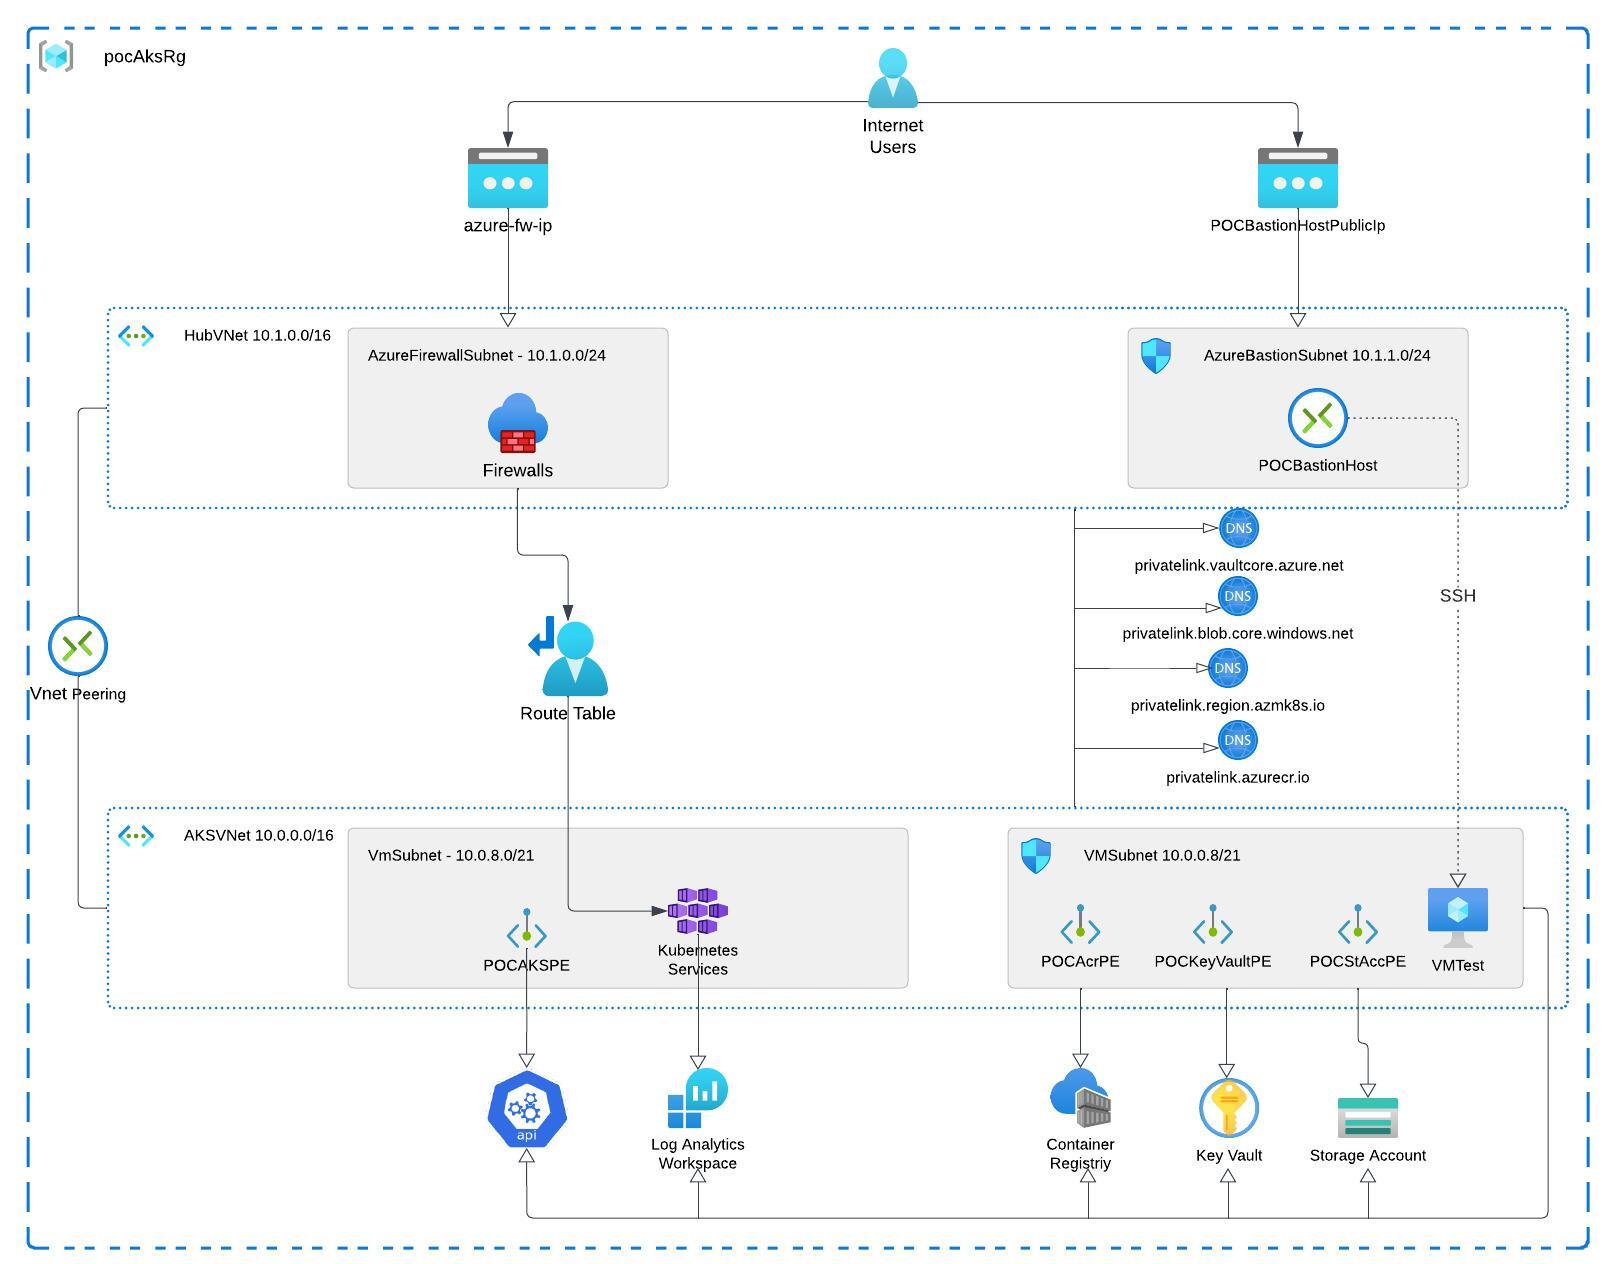 pocAksRg
Internet
Users
azure-fw-ip
POCBastionHostPublicIp
HubVNet 10.1.0.0/16
AzureFirewallSubnet - 10.1.0.0/24
AzureBastionSubnet 10.1.1.0/24
Firewalls
POCBastionHost
DNS
privatelink.vaultcore.azure.net
DNS
privatelink.blob.core.windows.net
SSH
DNS
privatelink.region.azmk8s.io
DNS
privatelink.azurecr.io
Vnet Peering
Route Table
AKSVNet 10.0.0.0/16
VmSubnet - 10.0.8.0/21
VMSubnet 10.0.0.8/21
POCAKSPE
Kubernetes
Services
POCAcrPE
POCKeyVaultPE
POCStAccPE
VMTest
api
Log Analytics
Workspace
Container
Registriy
Key Vault
Storage Account